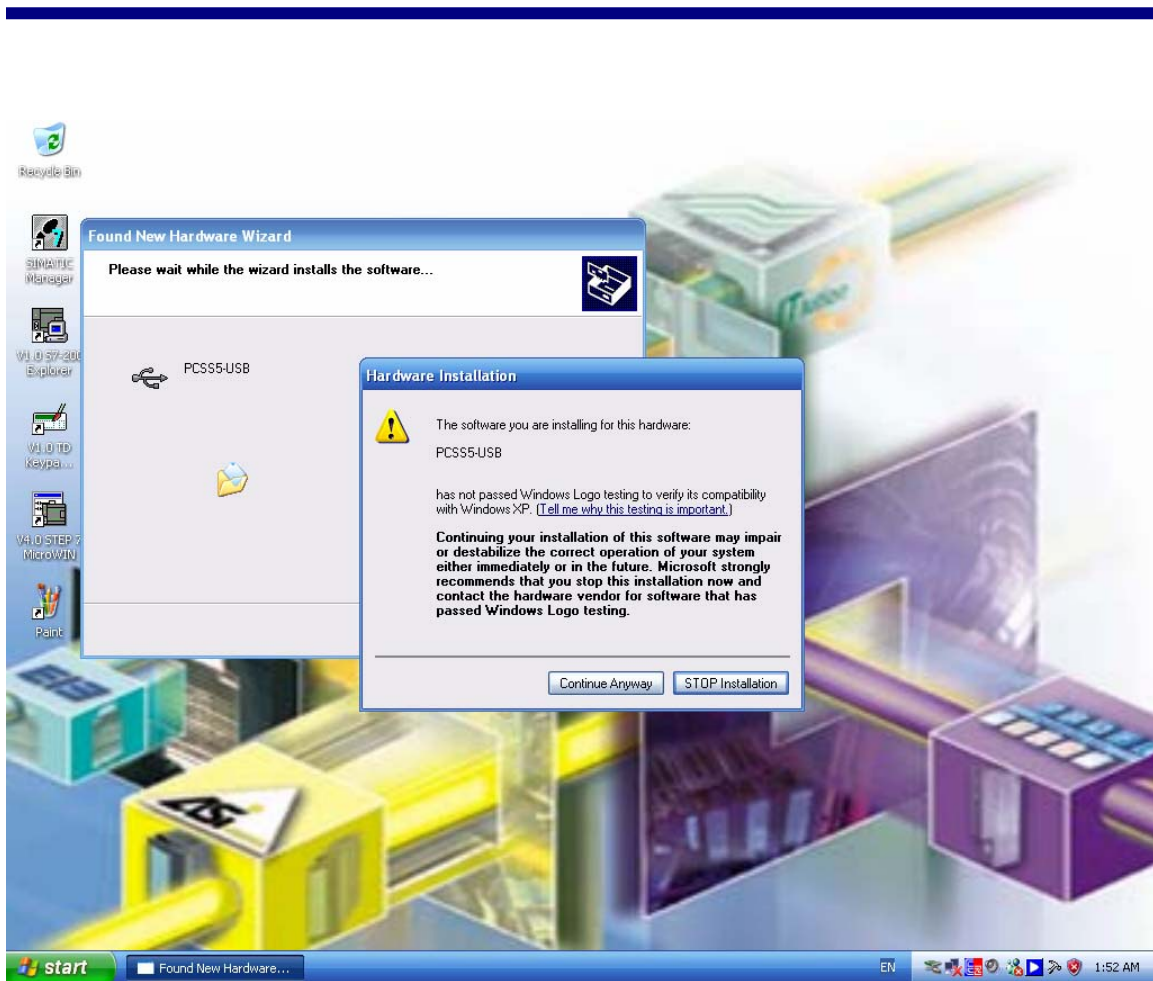 Recycle Bin
SIMATIC
Manager
V1.0 S7-200
Explorer
V1.0 TD
Keypa...
V4.0 STEP 7
MicroWIN
Paint
Found New Hardware Wizard
Please wait while the wizard installs the software...
PCSS5-USB
Hardware Installation
The software you are installing for this hardware:
PCSS5-USB
has not passed Windows Logo testing to verify its compatibility
with Windows XP. (Tell me why this testing is important.)
Continuing your installation of this software may impair
or destabilize the correct operation of your system
either immediately or in the future. Microsoft strongly
recommends that you stop this installation now and
contact the hardware vendor for software that has
passed Windows Logo testing.
Continue Anyway
STOP Installation
EIB
ASi
start
Found New Hardware...
EN
1:52 AM